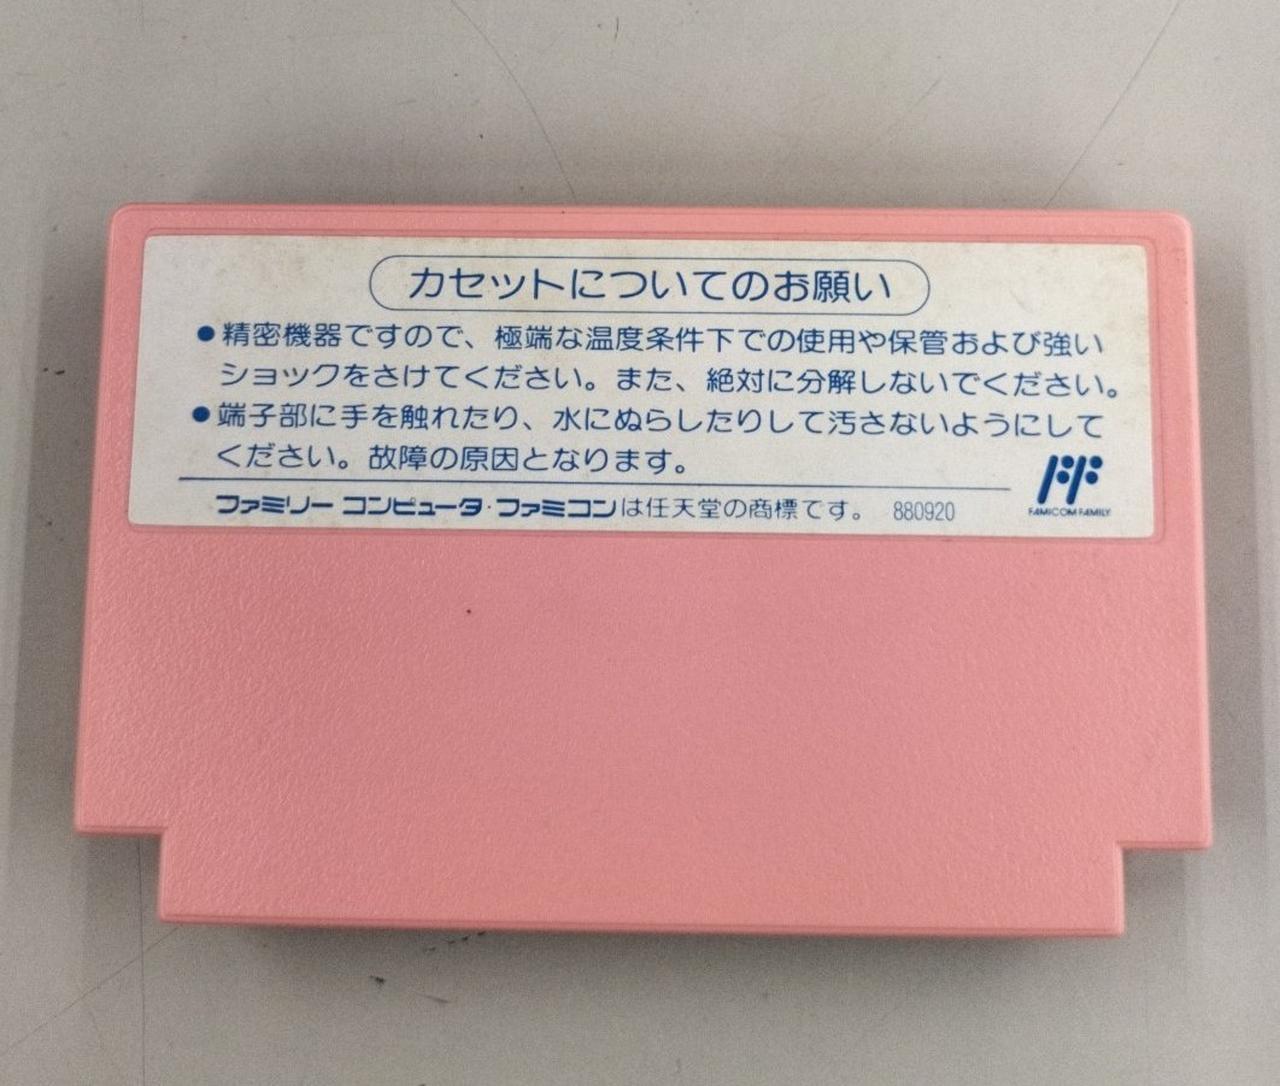 カセットについてのお願い
●精密機器ですので、極端な温度条件下での使用や保管および強い
ショックをさけてください。また、絶対に分解しないでください。
●端子部に手を触れたり、水にぬらしたりして汚さないようにして
ください。故障の原因となります。
ファミリー コンピュータ・ファミコンは任天堂の商標です。 880920
FF
FAMICOM FAMILY